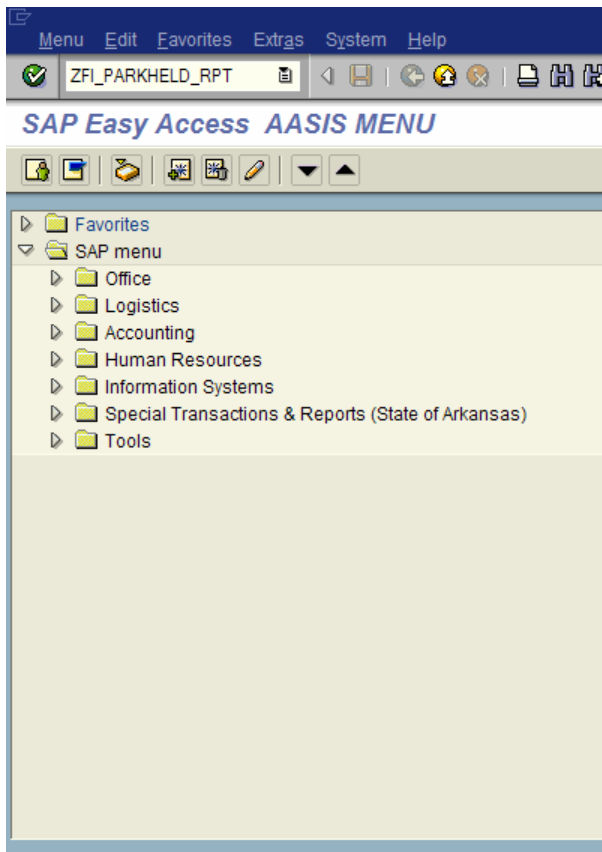 Menu Edit Favorites Extras System Help
ZFI_PARKHELD_RPT
SAP Easy Access AASIS MENU
Favorites
SAP menu
Office
Logistics
Accounting
Human Resources
Information Systems
Special Transactions & Reports (State of Arkansas)
Tools